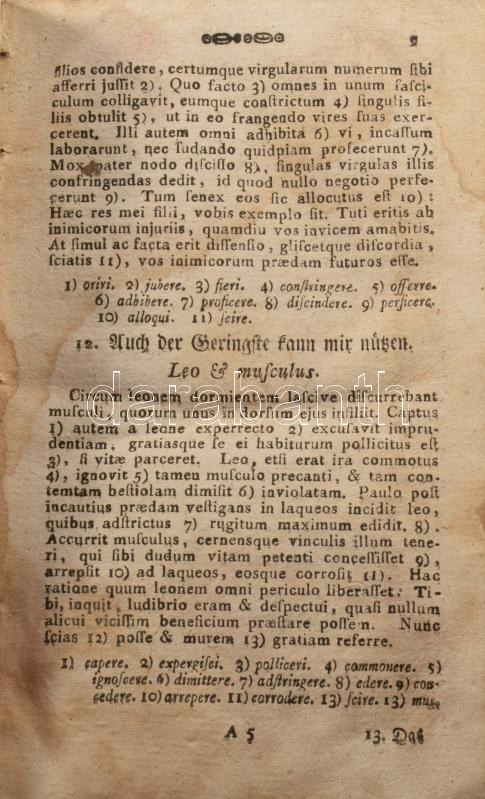 5
filios confidere, certumque virgularum numerum ſibi
afferri juſſit 2). Quo facto 3) omnes in unum faſci-
culum colligavit, eumque conſtrictum 4) ſingulis fi-
liis obtulit 5), ut in eo frangendo vires ſuas exer-
cerent. Illi autem omni adhibita 6) vi, incaſſum
laborarunt, nec ſudando quidpiam profecerunt 7).
Mox pater nodo diſciſſo 8), ſingulas virgulas illis
confringendas dedit, id quod nullo negotio perfe-
cerunt 9). Tum ſenex eos ſic allocutus eſt 10):
Hæc res mei filii, vobis exemplo ſit. Tuti eritis ab
inimicorum injuriis, quamdiu vos invicem amabitis.
At ſimul ac facta erit diſſenſio, gliſcetque diſcordia,
ſciatis 11), vos inimicorum prædam futuros eſſe.
1) oriri. 2) jubere. 3) fieri. 4) conſtringere. 5) offerre.
6) adhibere. 7) proficere. 8) diſcindere. 9) perficere.
10) alloqui. 11) ſcire.
12. Auch der Geringſte kann mir nützen.
Leo & muſculus.
Circum leonem dormientem laſcive diſcurrebant
muſculi, quorum unus in dorſum ejus inſiliit. Captus
1) autem a leone experrecto 2) excuſavit impru-
dentiam, gratiasque ſe ei habiturum pollicitus eſt
3), ſi vitæ parceret. Leo, etſi erat ira commotus
4), ignovit 5) tamen muſculo precanti, & tam con-
temtam beſtiolam dimiſit 6) inviolatam. Paulo poſt
incautius prædam veſtigans in laqueos incidit leo,
quibus adſtrictus 7) rugitum maximum edidit. 8).
Accurrit muſculus, cernensque vinculis illum tene-
ri, qui ſibi dudum vitam petenti conceſſiſſet 9),
arrepſit 10) ad laqueos, eosque corroſit 11). Hac
ratione quum leonem omni periculo liberaſſet: Ti-
bi, inquit, ludibrio eram & deſpectui, quaſi nullum
alicui viciſſim beneficium præſtare poſſem. Nunc
ſcias 12) poſſe & murem 13) gratiam referre.
1) capere. 2) expergiſci. 3) polliceri. 4) commovere. 5)
ignoſcere. 6) dimittere. 7) adſtringere. 8) edere. 9) con-
cedere. 10) arrepere. 11) corrodere. 12) ſcire. 13) mus.
A 5 13. Das
darabanth